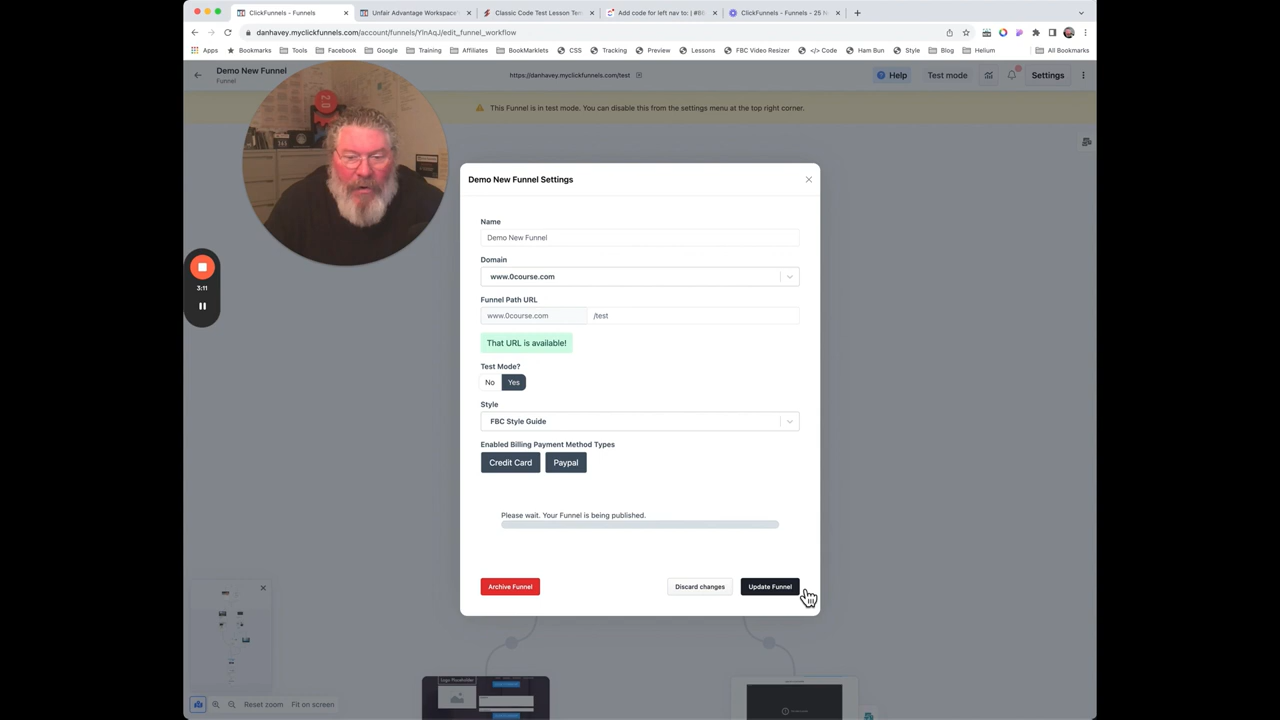 ClickFunnels - Funnels
Unfair Advantage Workspace
Classic Code Test Lesson Tem
Add code for left nav to: | #86
ClickFunnels - Funnels - 25 N
danhavey.myclickfunnels.com/account/funnels/YlnAqJ/edit_funnel_workflow
Apps Bookmarks Tools Facebook Google Training Affiliates BookMarklets CSS Tracking Preview Lessons FBC Video Resizer </> Code Ham Bun Style Blog Helium All Bookmarks
Demo New Funnel
Funnel
https://danhavey.myclickfunnels.com/test
Help
Test mode
Settings
This Funnel is in test mode. You can disable this from the settings menu at the top right corner.
2.0
3:11
Demo New Funnel Settings
Name
Demo New Funnel
Domain
www.0course.com
Funnel Path URL
www.0course.com /test
That URL is available!
Test Mode?
No Yes
Style
FBC Style Guide
Enabled Billing Payment Method Types
Credit Card Paypal
Please wait. Your Funnel is being published.
Archive Funnel Discard changes Update Funnel
Logo Placeholder
Reset zoom Fit on screen